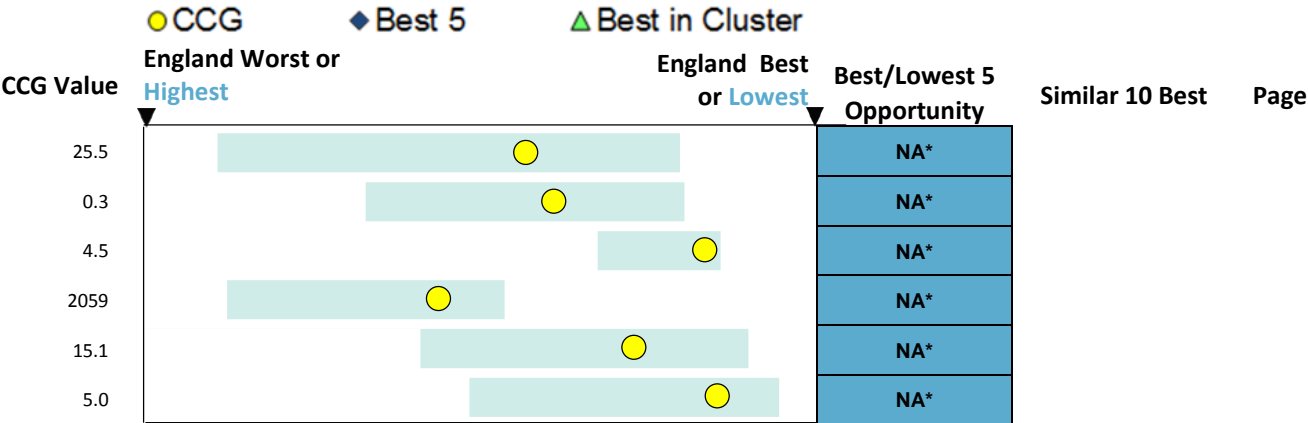 CCG Best 5 Best in Cluster
CCG Value
England Worst or
Highest
England Best
or Lowest
Best/Lowest 5
Opportunity
Similar 10 Best
Page
25.5 NA*
0.3 NA*
4.5 NA*
2059 NA*
15.1 NA*
5.0 NA*